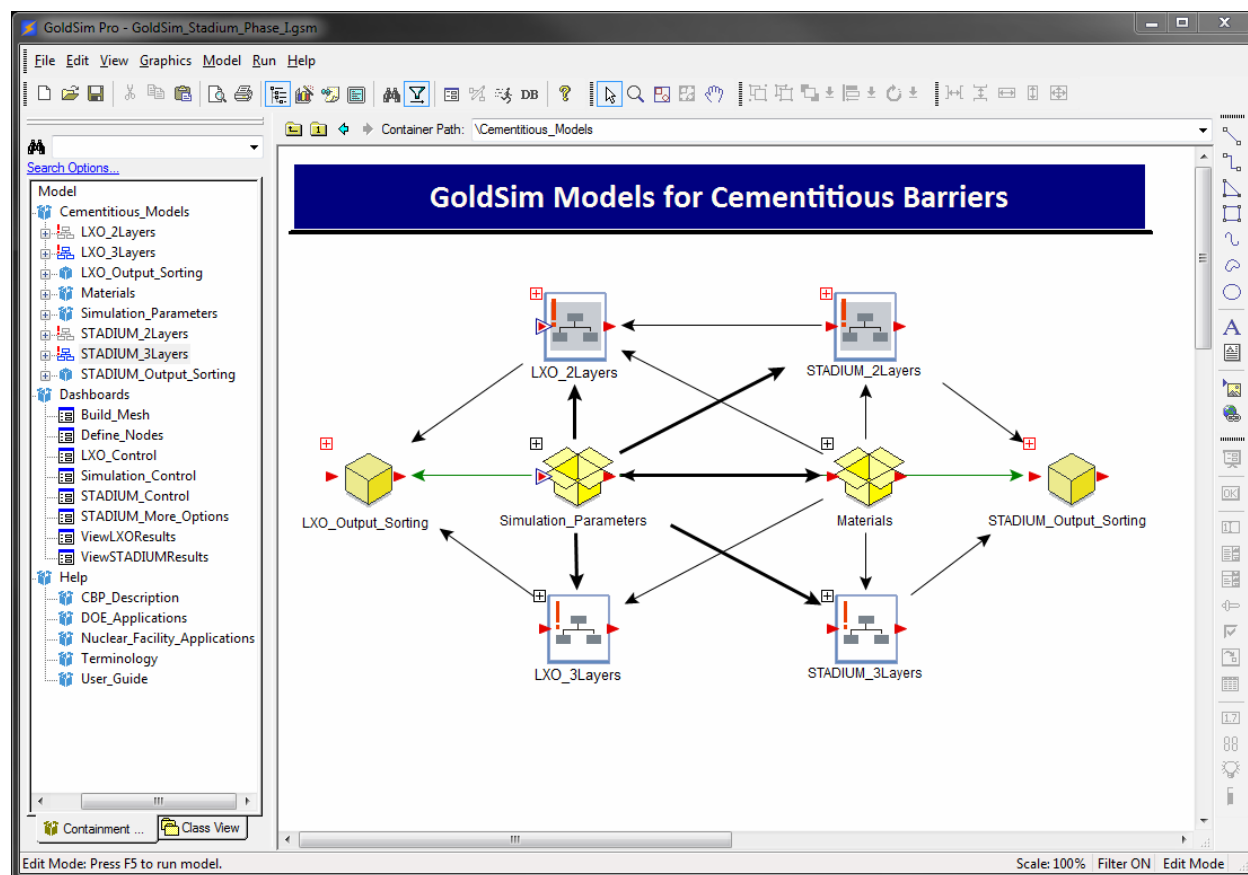 GoldSim Pro - GoldSim_Stadium_Phase_I.gsm
File Edit View Graphics Model Run Help
DB
Container Path: \Cementitious_Models
Search Options...
Model
Cementitious_Models
LXO_2Layers
LXO_3Layers
LXO_Output_Sorting
Materials
Simulation_Parameters
STADIUM_2Layers
STADIUM_3Layers
STADIUM_Output_Sorting
Dashboards
Build_Mesh
Define_Nodes
LXO_Control
Simulation_Control
STADIUM_Control
STADIUM_More_Options
ViewLXOResults
ViewSTADIUMResults
Help
CBP_Description
DOE_Applications
Nuclear_Facility_Applications
Terminology
User_Guide
Containment ... Class View
GoldSim Models for Cementitious Barriers
LXO_2Layers STADIUM_2Layers
LXO_Output_Sorting Simulation_Parameters Materials STADIUM_Output_Sorting
LXO_3Layers STADIUM_3Layers
A
OK
1.7
Edit Mode: Press F5 to run model. Scale: 100% Filter ON Edit Mode